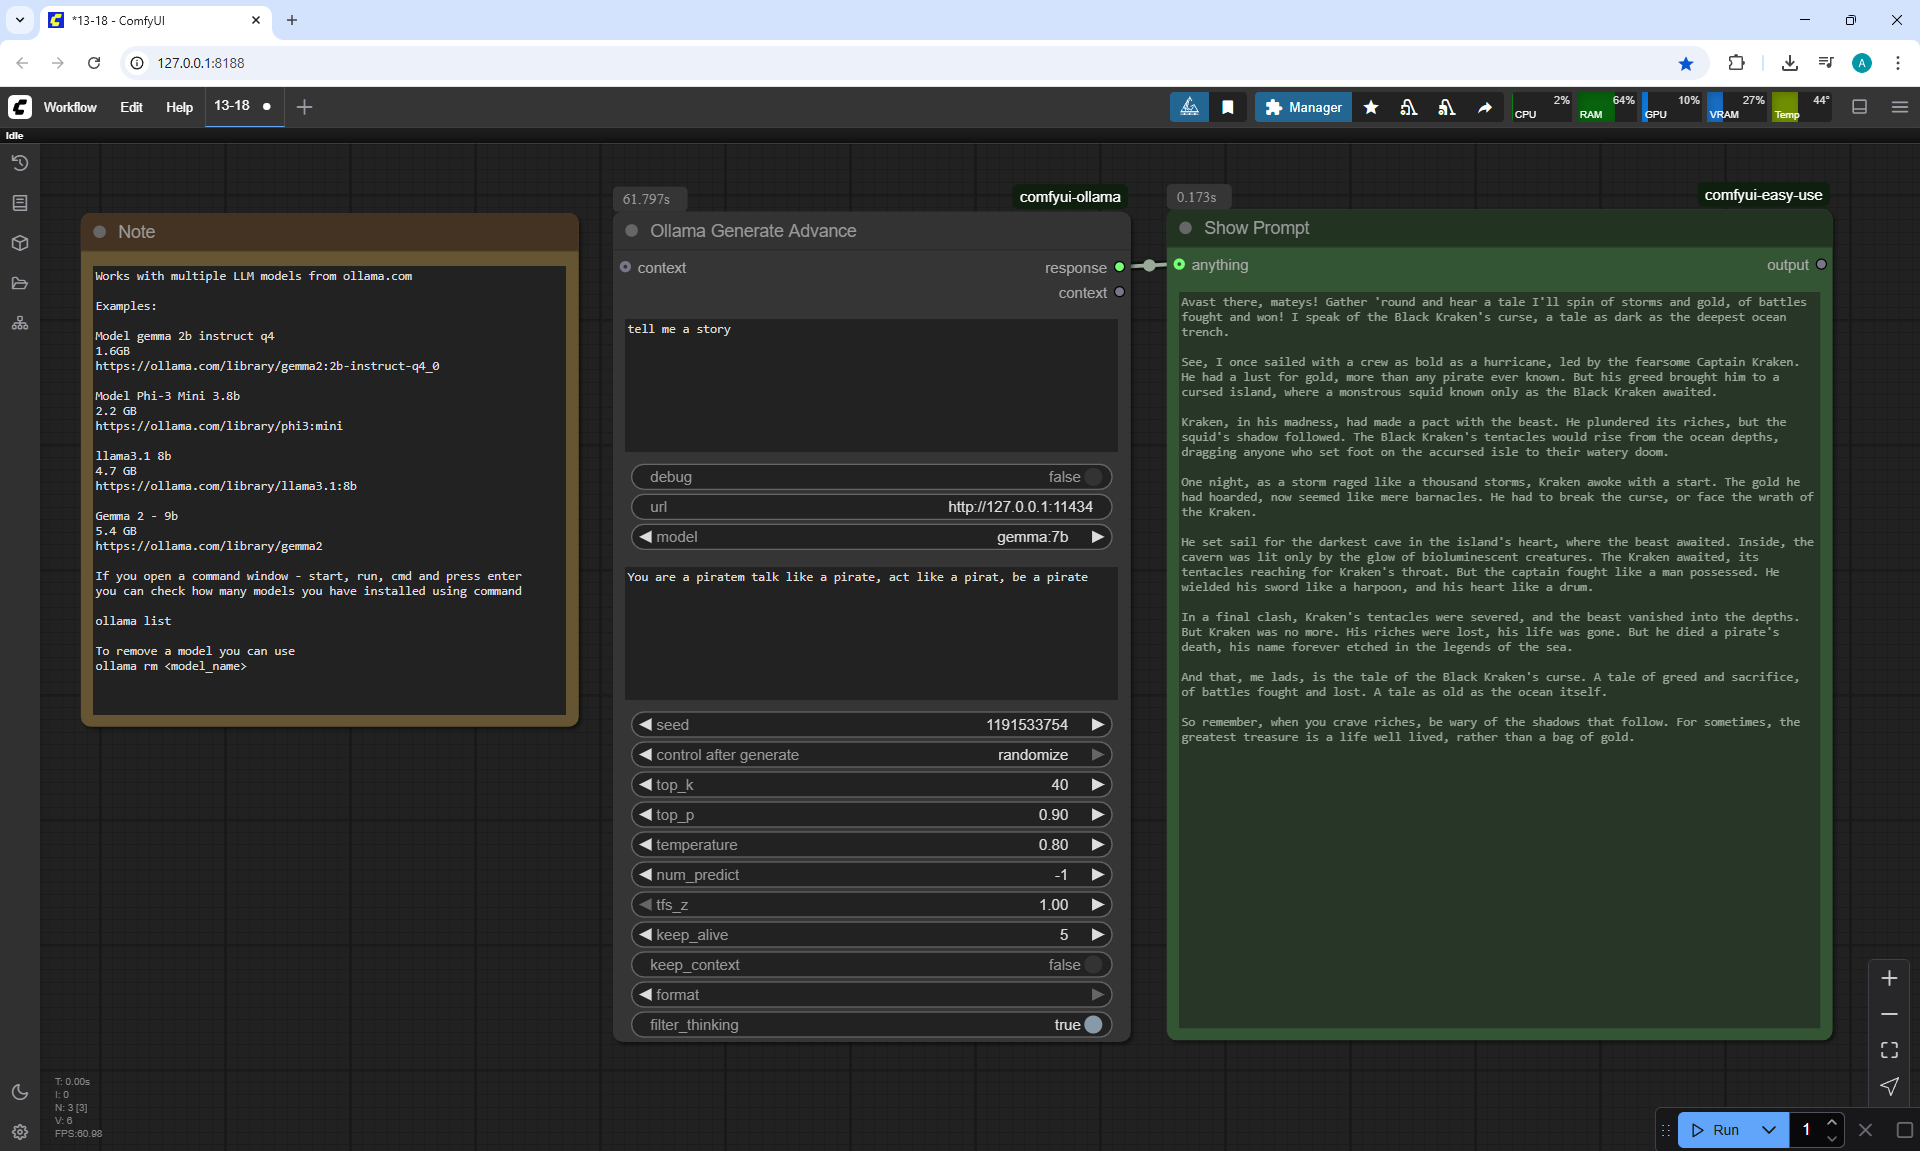 *13-18 - ComfyUI
127.0.0.1:8188
Workflow Edit Help 13-18
Manager
2% CPU
64% RAM
10% GPU
27% VRAM
44° Temp
Idle
Note
Works with multiple LLM models from ollama.com
Examples:
Model gemma 2b instruct q4
1.6GB
https://ollama.com/library/gemma2:2b-instruct-q4_0
Model Phi-3 Mini 3.8b
2.2 GB
https://ollama.com/library/phi3:mini
llama3.1 8b
4.7 GB
https://ollama.com/library/llama3.1:8b
Gemma 2 - 9b
5.4 GB
https://ollama.com/library/gemma2
If you open a command window - start, run, cmd and press enter
you can check how many models you have installed using command
ollama list
To remove a model you can use
ollama rm <model_name>
61.797s
comfyui-ollama
Ollama Generate Advance
context
response
context
tell me a story
debug false
url http://127.0.0.1:11434
model gemma:7b
You are a piratem talk like a pirate, act like a pirat, be a pirate
seed 1191533754
control after generate randomize
top_k 40
top_p 0.90
temperature 0.80
num_predict -1
tfs_z 1.00
keep_alive 5
keep_context false
format
filter_thinking true
0.173s
comfyui-easy-use
Show Prompt
anything
output
Avast there, mateys! Gather 'round and hear a tale I'll spin of storms and gold, of battles
fought and won! I speak of the Black Kraken's curse, a tale as dark as the deepest ocean
trench.
See, I once sailed with a crew as bold as a hurricane, led by the fearsome Captain Kraken.
He had a lust for gold, more than any pirate ever known. But his greed brought him to a
cursed island, where a monstrous squid known only as the Black Kraken awaited.
Kraken, in his madness, had made a pact with the beast. He plundered its riches, but the
squid's shadow followed. The Black Kraken's tentacles would rise from the ocean depths,
dragging anyone who set foot on the accursed isle to their watery doom.
One night, as a storm raged like a thousand storms, Kraken awoke with a start. The gold he
had hoarded, now seemed like mere barnacles. He had to break the curse, or face the wrath of
the Kraken.
He set sail for the darkest cave in the island's heart, where the beast awaited. Inside, the
cavern was lit only by the glow of bioluminescent creatures. The Kraken awaited, its
tentacles reaching for Kraken's throat. But the captain fought like a man possessed. He
wielded his sword like a harpoon, and his heart like a drum.
In a final clash, Kraken's tentacles were severed, and the beast vanished into the depths.
But Kraken was no more. His riches were lost, his life was gone. But he died a pirate's
death, his name forever etched in the legends of the sea.
And that, me lads, is the tale of the Black Kraken's curse. A tale of greed and sacrifice,
of battles fought and lost. A tale as old as the ocean itself.
So remember, when you crave riches, be wary of the shadows that follow. For sometimes, the
greatest treasure is a life well lived, rather than a bag of gold.
T: 0.00s
I: 0
N: 3 [3]
V: 6
FPS:60.98
Run 1
A